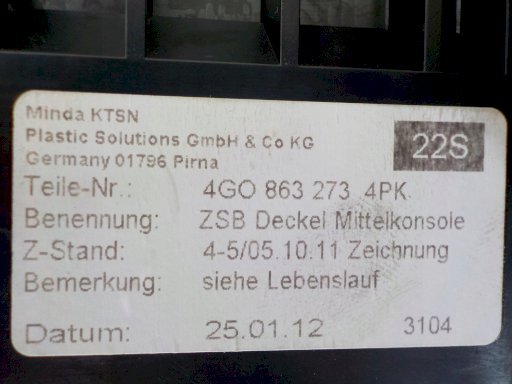 Minda KTSN
Plastic Solutions GmbH & Co KG
Germany 01796 Pirna
22S
Teile-Nr.: 4GO 863 273 4PK
Benennung: ZSB Deckel Mittelkonsole
Z-Stand: 4-5/05.10.11 Zeichnung
Bemerkung: siehe Lebenslauf
Datum: 25.01.12 3104